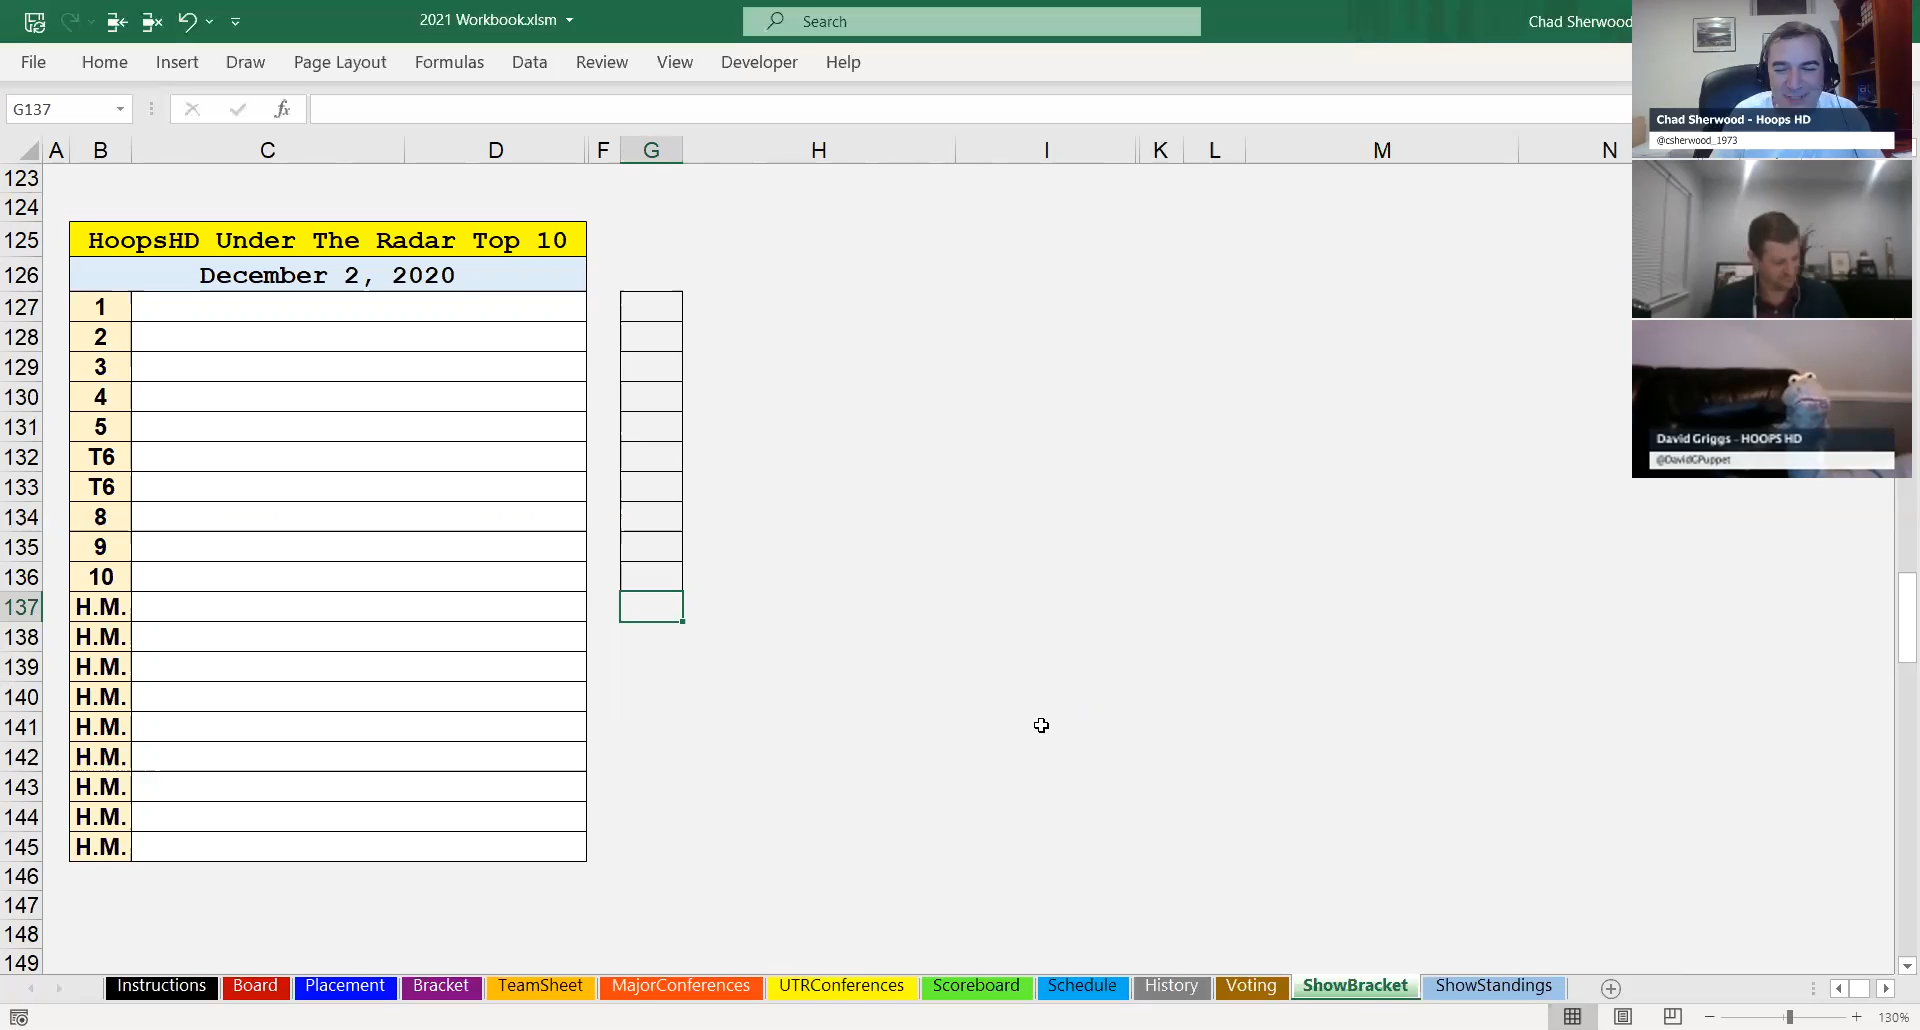 2021 Workbook.xlsm
Search
Chad Sherwood
File Home Insert Draw Page Layout Formulas Data Review View Developer Help
G137
fx
A B C D F G H I K L M N
123
124
125 HoopsHD Under The Radar Top 10
126 December 2, 2020
127 1
128 2
129 3
130 4
131 5
132 T6
133 T6
134 8
135 9
136 10
137 H.M.
138 H.M.
139 H.M.
140 H.M.
141 H.M.
142 H.M.
143 H.M.
144 H.M.
145 H.M.
146
147
148
149
Chad Sherwood - Hoops HD
@csherwood_1973
David Griggs - HOOPS HD
@DavidGPuppet
Instructions Board Placement Bracket TeamSheet MajorConferences UTRConferences Scoreboard Schedule History Voting ShowBracket ShowStandings
130%